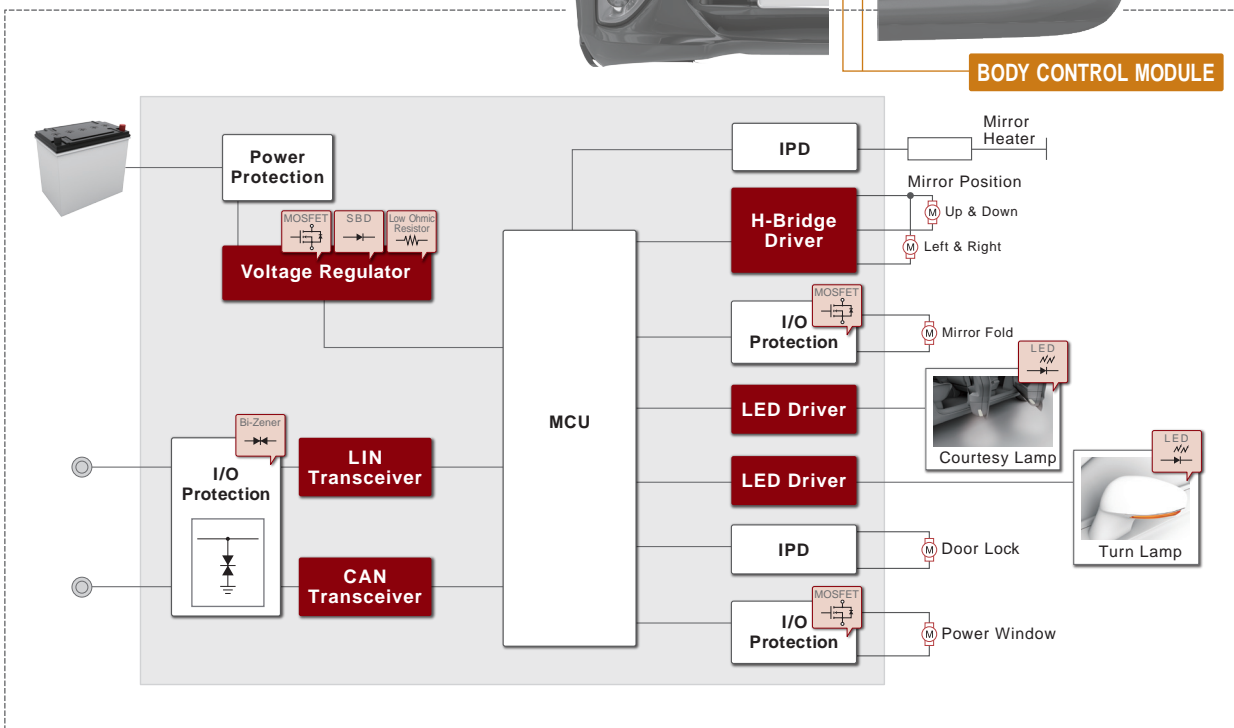 BODY CONTROL MODULE
Power
Protection
MOSFET
SBD
Low Ohmic
Resistor
Voltage Regulator
Bi-Zener
I/O
Protection
LIN
Transceiver
CAN
Transceiver
MCU
IPD
Mirror
Heater
H-Bridge
Driver
Mirror Position
M
Up & Down
M
Left & Right
MOSFET
I/O
Protection
M
Mirror Fold
LED Driver
LED
Courtesy Lamp
LED Driver
LED
Turn Lamp
IPD
M
Door Lock
MOSFET
I/O
Protection
M
Power Window